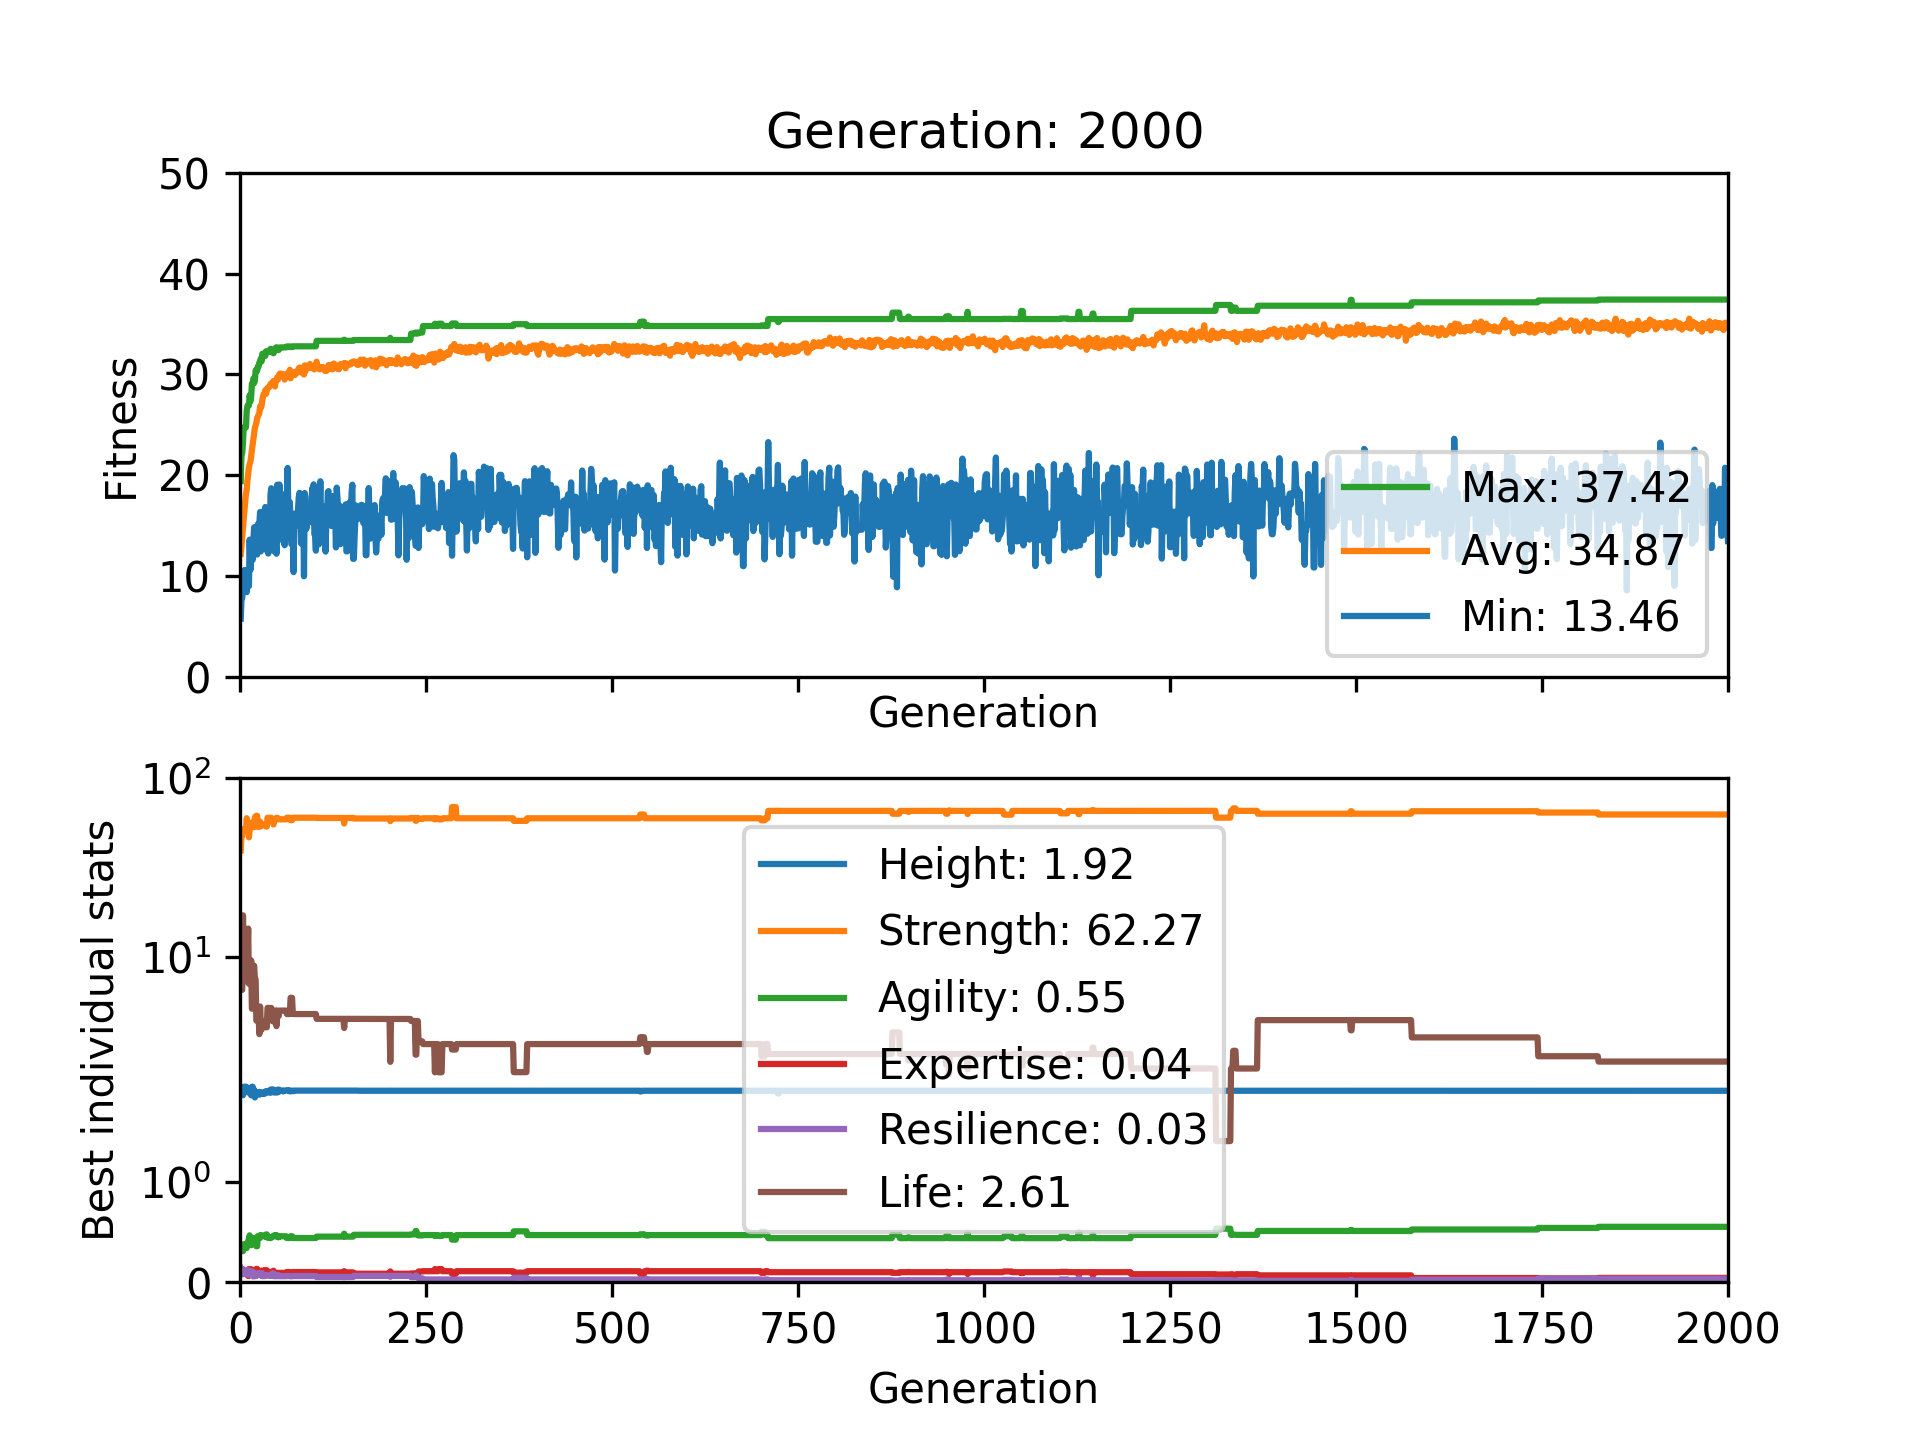 Generation: 2000
50
40
30
20
10
0
Fitness
Max: 37.42
Avg: 34.87
Min: 13.46
Generation
10²
10¹
10⁰
0
Best individual stats
Height: 1.92
Strength: 62.27
Agility: 0.55
Expertise: 0.04
Resilience: 0.03
Life: 2.61
0 250 500 750 1000 1250 1500 1750 2000
Generation